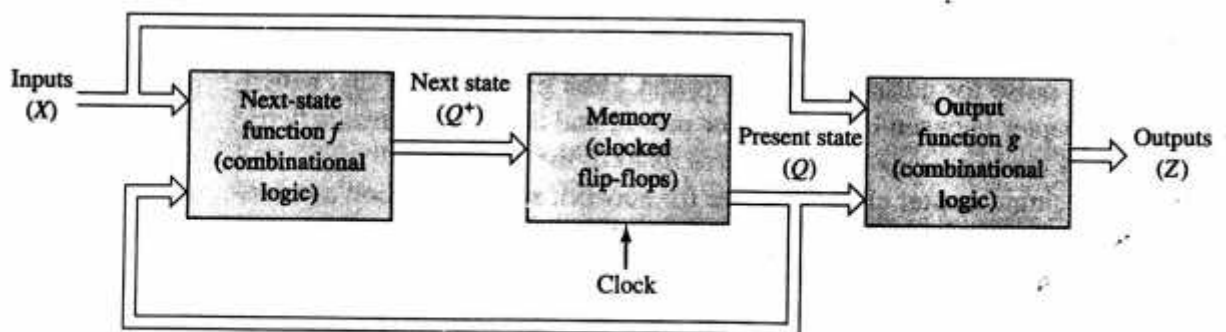 Inputs
(X)
Next-state
function f
(combinational
logic)
Next state
(Q⁺)
Memory
(clocked
flip-flops)
Clock
Present state
(Q)
Output
function g
(combinational
logic)
Outputs
(Z)